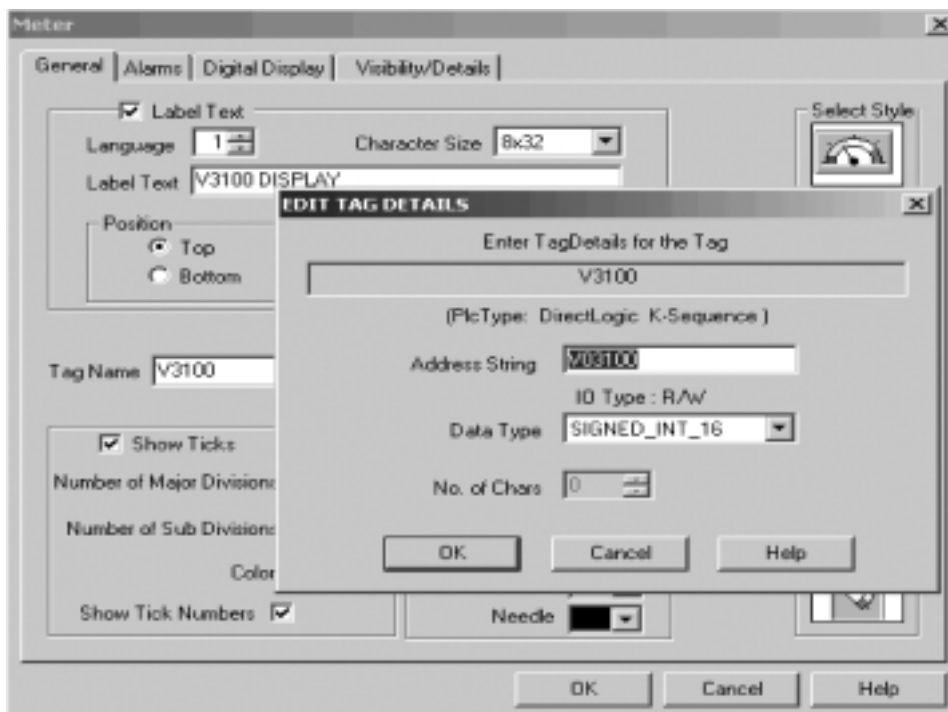 Meter
General Alarms Digital Display Visibility/Details
Label Text
Select Style
Language 1
Character Size 8x32
Label Text V3100 DISPLAY
Position
Top
Bottom
EDIT TAG DETAILS
Enter TagDetails for the Tag
V3100
(PlcType: DirectLogic K-Sequence )
Tag Name V3100
Address String V03100
IO Type : R/W
Data Type SIGNED_INT_16
No. of Chars 0
OK Cancel Help
Show Ticks
Number of Major Divisions
Number of Sub Divisions
Color
Show Tick Numbers
Needle
OK Cancel Help